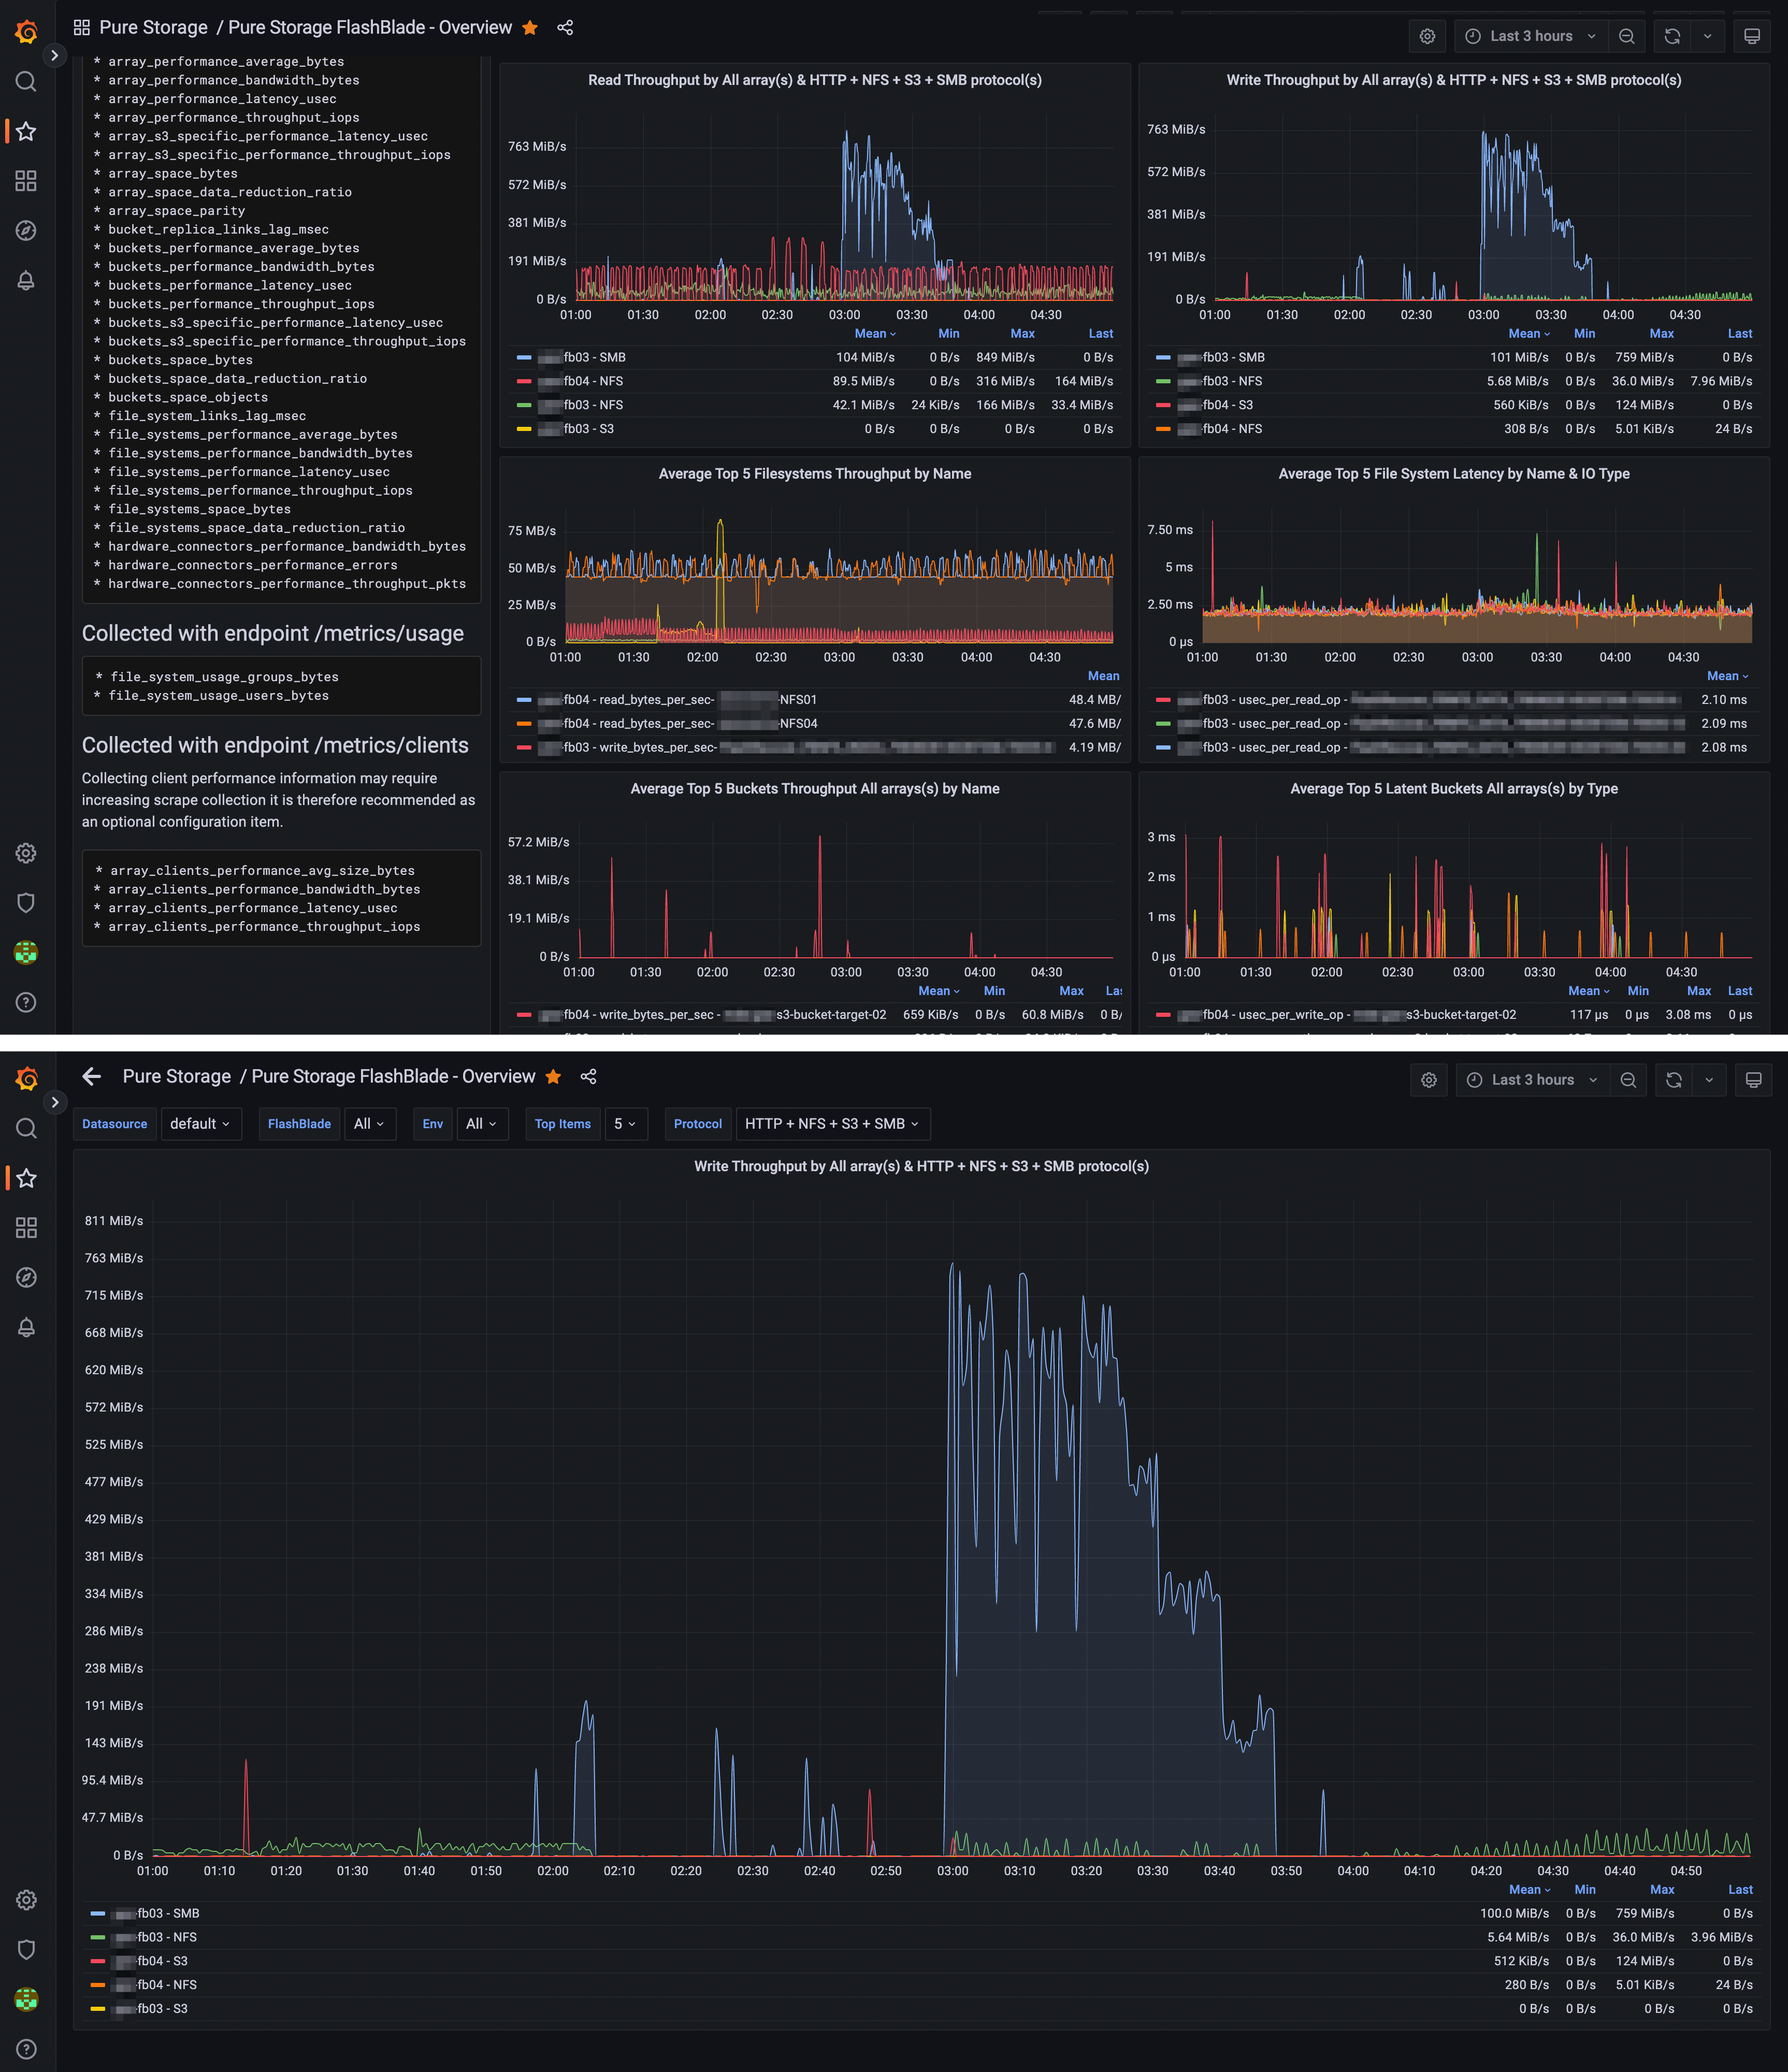 Pure Storage / Pure Storage FlashBlade - Overview
Last 3 hours
* array_performance_average_bytes
* array_performance_bandwidth_bytes
* array_performance_latency_usec
* array_performance_throughput_iops
* array_s3_specific_performance_latency_usec
* array_s3_specific_performance_throughput_iops
* array_space_bytes
* array_space_data_reduction_ratio
* array_space_parity
* bucket_replica_links_lag_msec
* buckets_performance_average_bytes
* buckets_performance_bandwidth_bytes
* buckets_performance_latency_usec
* buckets_performance_throughput_iops
* buckets_s3_specific_performance_latency_usec
* buckets_s3_specific_performance_throughput_iops
* buckets_space_bytes
* buckets_space_data_reduction_ratio
* buckets_space_objects
* file_system_links_lag_msec
* file_systems_performance_average_bytes
* file_systems_performance_bandwidth_bytes
* file_systems_performance_latency_usec
* file_systems_performance_throughput_iops
* file_systems_space_bytes
* file_systems_space_data_reduction_ratio
* hardware_connectors_performance_bandwidth_bytes
* hardware_connectors_performance_errors
* hardware_connectors_performance_throughput_pkts
Collected with endpoint /metrics/usage
* file_system_usage_groups_bytes
* file_system_usage_users_bytes
Collected with endpoint /metrics/clients
Collecting client performance information may require
increasing scrape collection it is therefore recommended as
an optional configuration item.
* array_clients_performance_avg_size_bytes
* array_clients_performance_bandwidth_bytes
* array_clients_performance_latency_usec
* array_clients_performance_throughput_iops
Read Throughput by All array(s) & HTTP + NFS + S3 + SMB protocol(s)
763 MiB/s
572 MiB/s
381 MiB/s
191 MiB/s
0 B/s
01:00 01:30 02:00 02:30 03:00 03:30 04:00 04:30
Mean Min Max Last
fb03 - SMB 104 MiB/s 0 B/s 849 MiB/s 0 B/s
fb04 - NFS 89.5 MiB/s 0 B/s 316 MiB/s 164 MiB/s
fb03 - NFS 42.1 MiB/s 24 KiB/s 166 MiB/s 33.4 MiB/s
fb03 - S3 0 B/s 0 B/s 0 B/s 0 B/s
Write Throughput by All array(s) & HTTP + NFS + S3 + SMB protocol(s)
763 MiB/s
572 MiB/s
381 MiB/s
191 MiB/s
0 B/s
01:00 01:30 02:00 02:30 03:00 03:30 04:00 04:30
Mean Min Max Last
-fb03 - SMB 101 MiB/s 0 B/s 759 MiB/s 0 B/s
-fb03 - NFS 5.68 MiB/s 0 B/s 36.0 MiB/s 7.96 MiB/s
-fb04 - S3 560 KiB/s 0 B/s 124 MiB/s 0 B/s
-fb04 - NFS 308 B/s 0 B/s 5.01 KiB/s 24 B/s
Average Top 5 Filesystems Throughput by Name
75 MB/s
50 MB/s
25 MB/s
0 B/s
01:00 01:30 02:00 02:30 03:00 03:30 04:00 04:30
Mean
fb04 - read_bytes_per_sec- -NFS01 48.4 MB/
fb04 - read_bytes_per_sec- -NFS04 47.6 MB/
fb03 - write_bytes_per_sec- 4.19 MB/
Average Top 5 File System Latency by Name & IO Type
7.50 ms
5 ms
2.50 ms
0 µs
01:00 01:30 02:00 02:30 03:00 03:30 04:00 04:30
Mean
fb03 - usec_per_read_op - 2.10 ms
fb03 - usec_per_read_op - 2.09 ms
fb03 - usec_per_read_op - 2.08 ms
Average Top 5 Buckets Throughput All arrays(s) by Name
57.2 MiB/s
38.1 MiB/s
19.1 MiB/s
0 B/s
01:00 01:30 02:00 02:30 03:00 03:30 04:00 04:30
Mean Min Max Las
fb04 - write_bytes_per_sec - s3-bucket-target-02 659 KiB/s 0 B/s 60.8 MiB/s 0 B/
Average Top 5 Latent Buckets All arrays(s) by Type
3 ms
2 ms
1 ms
0 µs
01:00 01:30 02:00 02:30 03:00 03:30 04:00 04:30
Mean Min Max Last
fb04 - usec_per_write_op - s3-bucket-target-02 117 µs 0 µs 3.08 ms 0 µs
Pure Storage / Pure Storage FlashBlade - Overview
Last 3 hours
Datasource default FlashBlade All Env All Top Items 5 Protocol HTTP + NFS + S3 + SMB
Write Throughput by All array(s) & HTTP + NFS + S3 + SMB protocol(s)
811 MiB/s
763 MiB/s
715 MiB/s
668 MiB/s
620 MiB/s
572 MiB/s
525 MiB/s
477 MiB/s
429 MiB/s
381 MiB/s
334 MiB/s
286 MiB/s
238 MiB/s
191 MiB/s
143 MiB/s
95.4 MiB/s
47.7 MiB/s
0 B/s
01:00 01:10 01:20 01:30 01:40 01:50 02:00 02:10 02:20 02:30 02:40 02:50 03:00 03:10 03:20 03:30 03:40 03:50 04:00 04:10 04:20 04:30 04:40 04:50
Mean Min Max Last
-fb03 - SMB 100.0 MiB/s 0 B/s 759 MiB/s 0 B/s
-fb03 - NFS 5.64 MiB/s 0 B/s 36.0 MiB/s 3.96 MiB/s
-fb04 - S3 512 KiB/s 0 B/s 124 MiB/s 0 B/s
-fb04 - NFS 280 B/s 0 B/s 5.01 KiB/s 24 B/s
-fb03 - S3 0 B/s 0 B/s 0 B/s 0 B/s